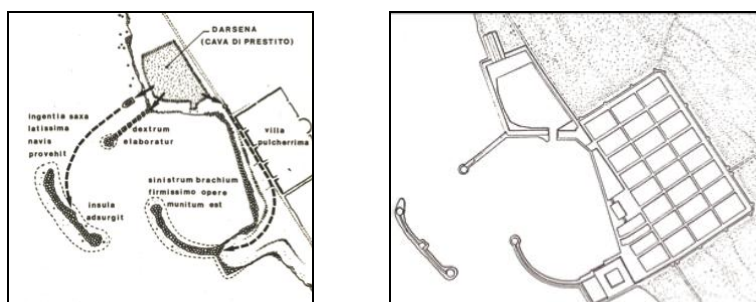 DARSENA
(CAVA DI PRESTITO)
ingentia saxa
latissima
navis
provehit
dextrum
elaboratur
villa
pulcherrima
sinistrum brachium
firmissimo opere
munitum est
insula
adsurgit